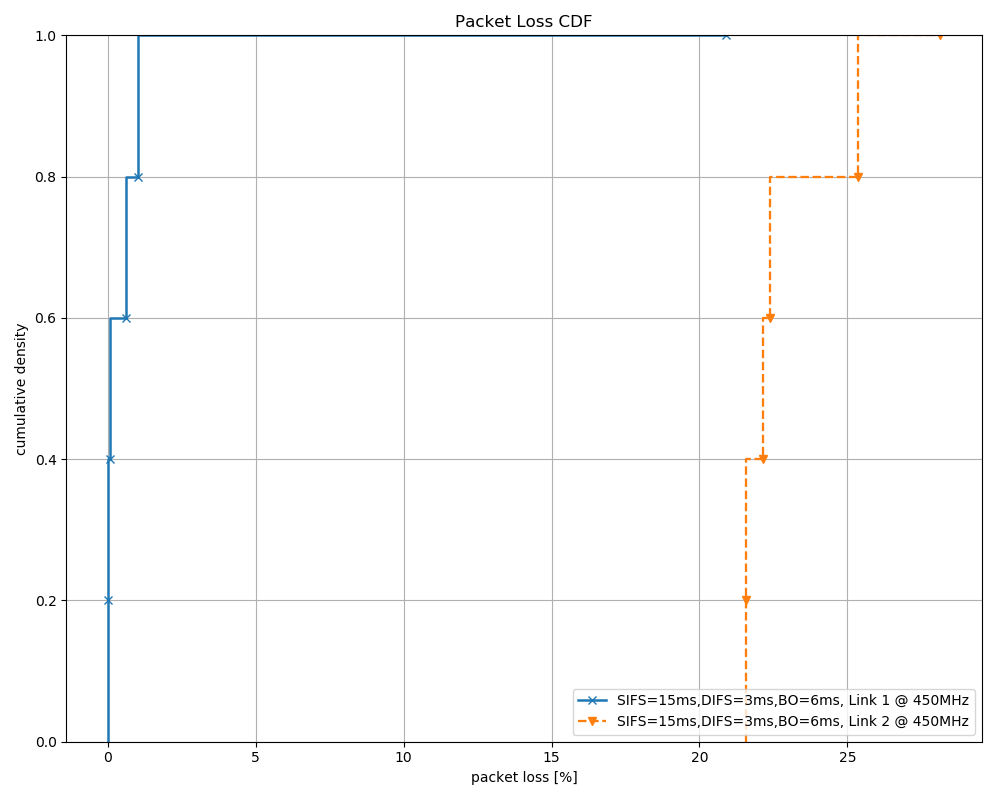 Packet Loss CDF
1.0
0.8
0.6
0.4
0.2
0.0
cumulative density
SIFS=15ms,DIFS=3ms,BO=6ms, Link 1 @ 450MHz
SIFS=15ms,DIFS=3ms,BO=6ms, Link 2 @ 450MHz
0 5 10 15 20 25
packet loss [%]